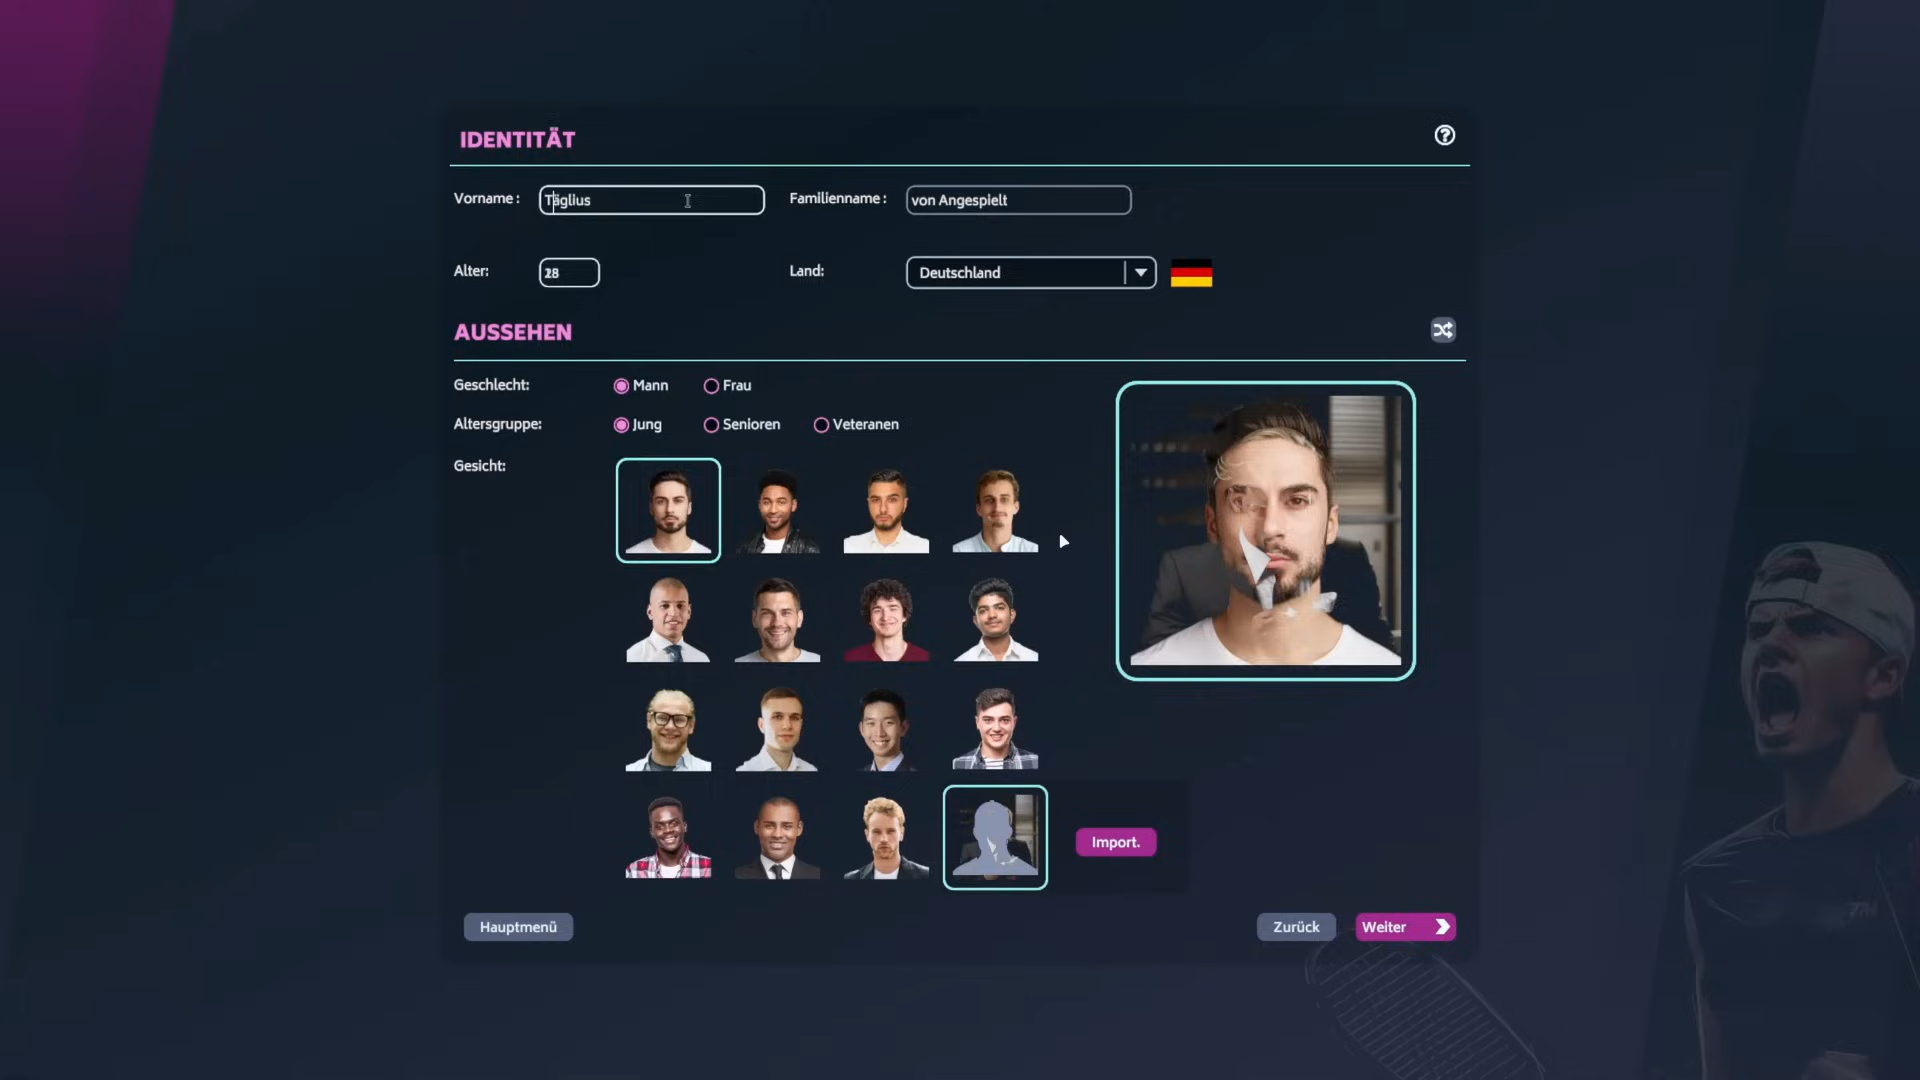 IDENTITÄT
Vorname :
Täglius
Familienname :
von Angespielt
Alter:
Land:
Deutschland
AUSSEHEN
Geschlecht:
Mann
Frau
Altersgruppe:
Jung
Senioren
Veteranen
Gesicht:
Import.
Hauptmenü
Zurück
Weiter